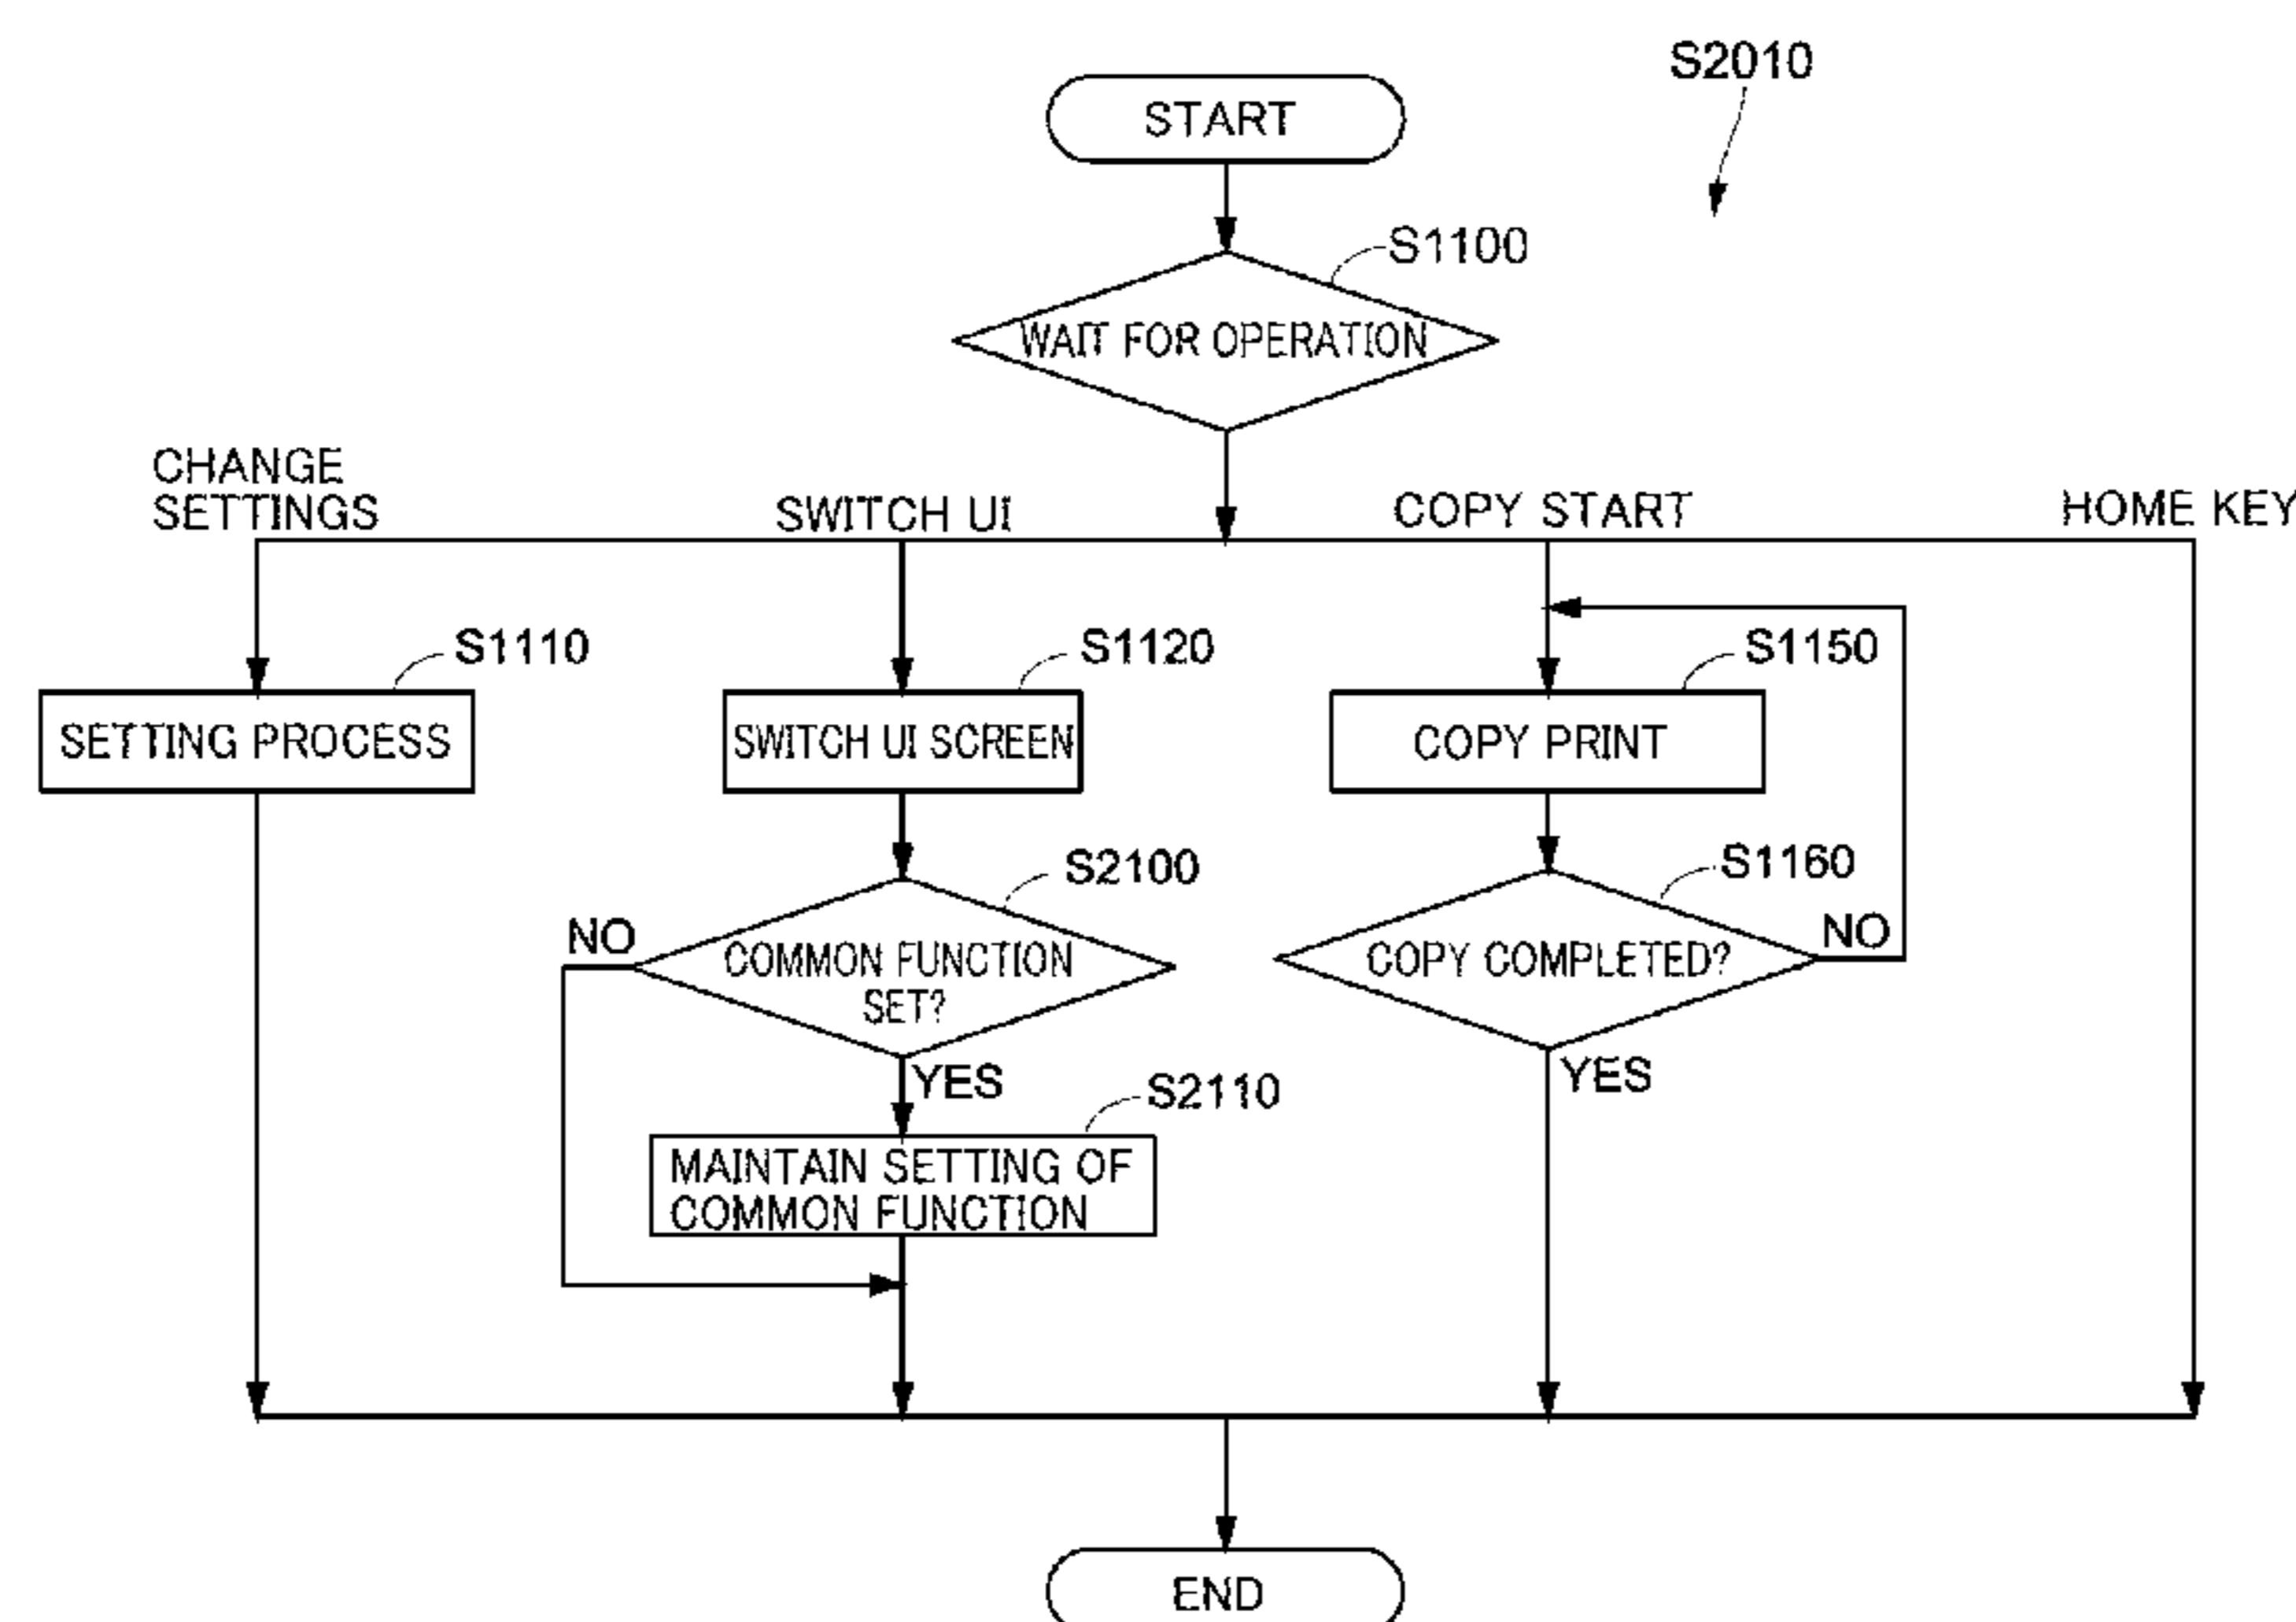 S2010
START
S1100
WAIT FOR OPERATION
CHANGE
SETTINGS
SWITCH UI
COPY START
HOME KEY
S1110
S1120
S1150
SETTING PROCESS
SWITCH UI SCREEN
COPY PRINT
S2100
S1160
NO
COMMON FUNCTION
SET?
COPY COMPLETED?
NO
YES
YES
S2110
MAINTAIN SETTING OF
COMMON FUNCTION
END